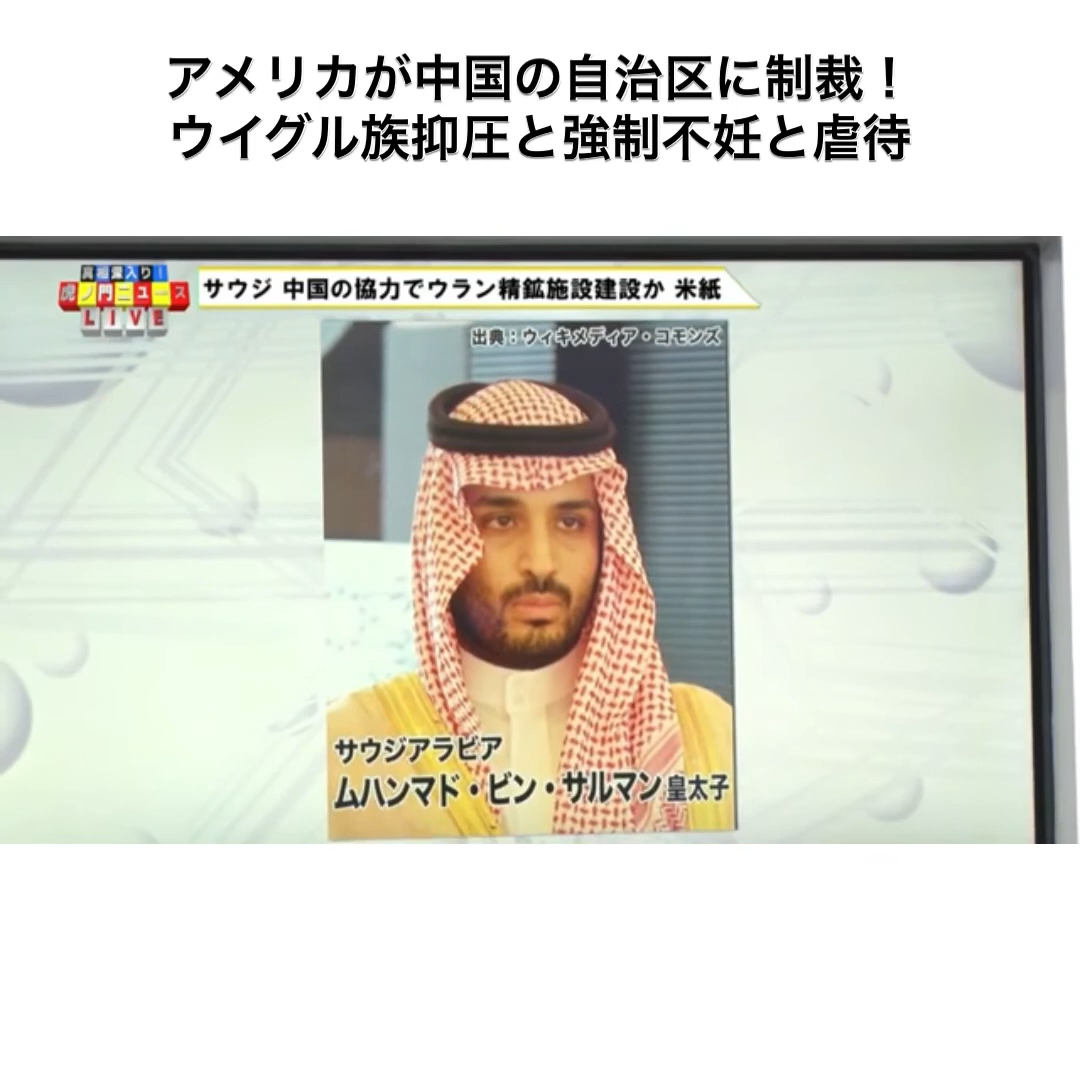 アメリカが中国の自治区に制裁！
ウイグル族抑圧と強制不妊と虐待
真相深入り！
虎ノ門ニュース
LIVE
サウジ 中国の協力でウラン精鉱施設建設か 米紙
出典：ウィキメディア・コモンズ
サウジアラビア
ムハンマド・ビン・サルマン皇太子